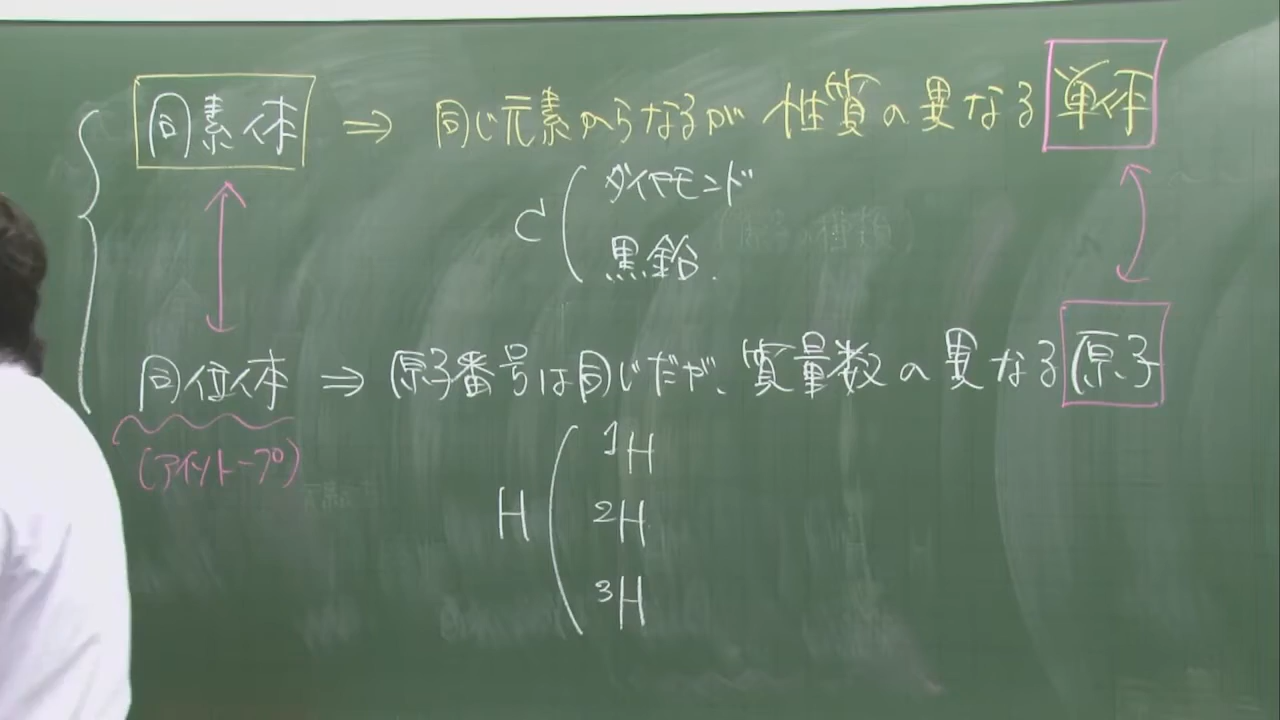 同素体 ⇒ 同じ元素からなるが 性質の異なる 単体
C ダイヤモンド
黒鉛.
同位体 ⇒ 原子番号は同じだが、質量数の異なる 原子
(アイソトープ)
¹H
H ²H
³H